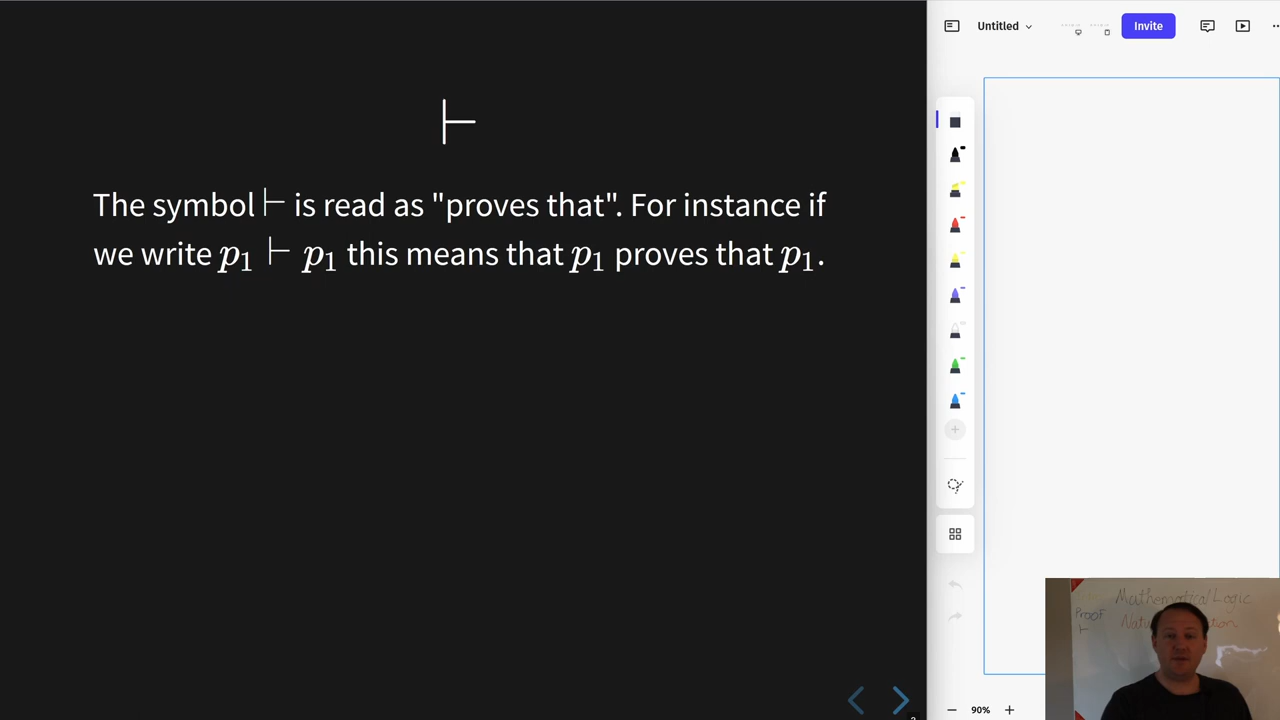 ⊢
The symbol ⊢ is read as "proves that". For instance if
we write p₁ ⊢ p₁ this means that p₁ proves that p₁.
Untitled
Invite
90%
Mathematical Logic
Proof
⊢